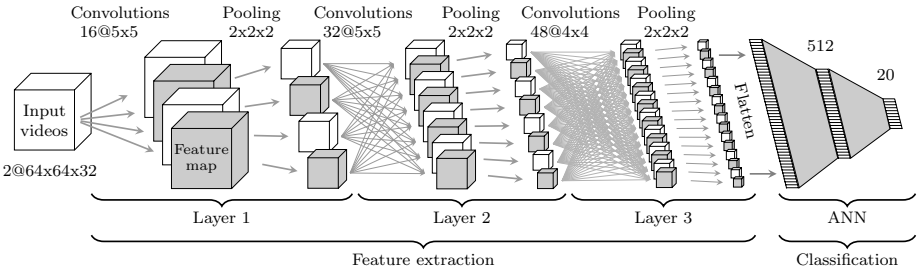 Convolutions
16@5x5
Pooling
2x2x2
Convolutions
32@5x5
Pooling
2x2x2
Convolutions
48@4x4
Pooling
2x2x2
512
20
Input
videos
2@64x64x32
Feature
map
Flatten
Layer 1
Layer 2
Layer 3
ANN
Feature extraction
Classification